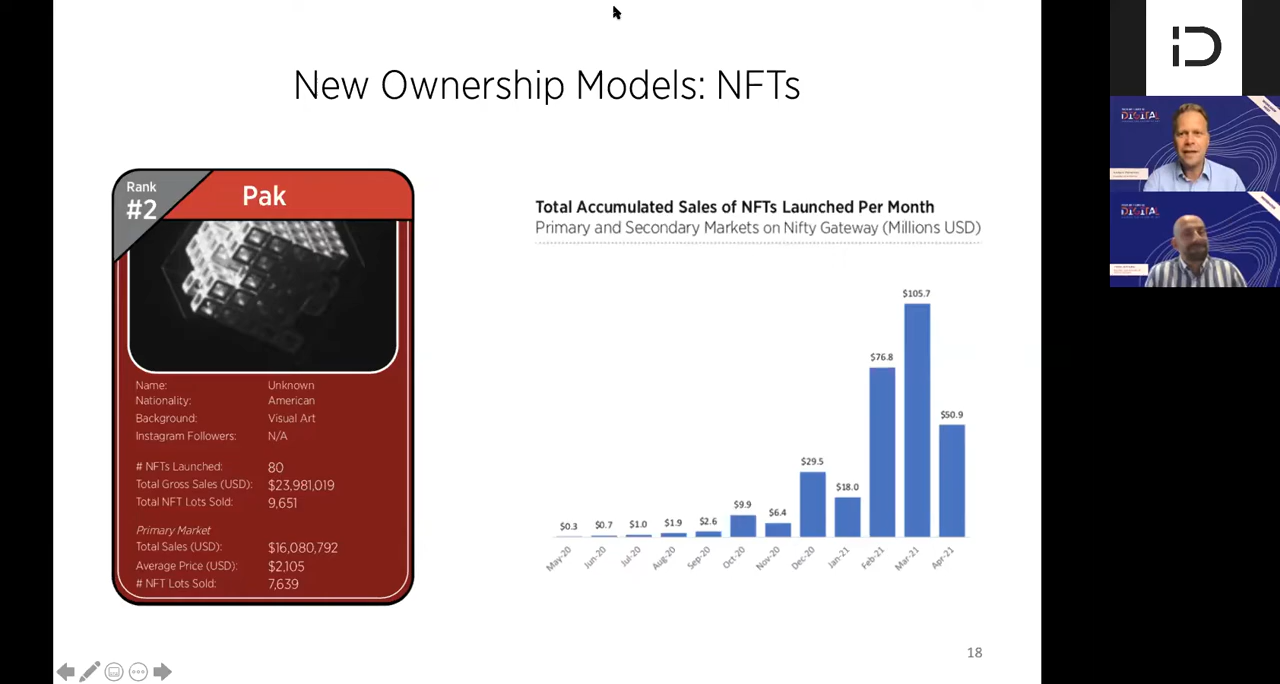 New Ownership Models: NFTs
Rank
#2
Pak
Name: Unknown
Nationality: American
Background: Visual Art
Instagram Followers: N/A
# NFTs Launched: 80
Total Gross Sales (USD): $23,981,019
Total NFT Lots Sold: 9,651
Primary Market
Total Sales (USD): $16,080,792
Average Price (USD): $2,105
# NFT Lots Sold: 7,639
Total Accumulated Sales of NFTs Launched Per Month
Primary and Secondary Markets on Nifty Gateway (Millions USD)
$0.3
$0.7
$1.0
$1.9
$2.6
$9.9
$6.4
$29.5
$18.0
$76.8
$105.7
$50.9
May-20
Jun-20
Jul-20
Aug-20
Sep-20
Oct-20
Nov-20
Dec-20
Jan-21
Feb-21
Mar-21
Apr-21
18
DIGITAL
DIGITAL